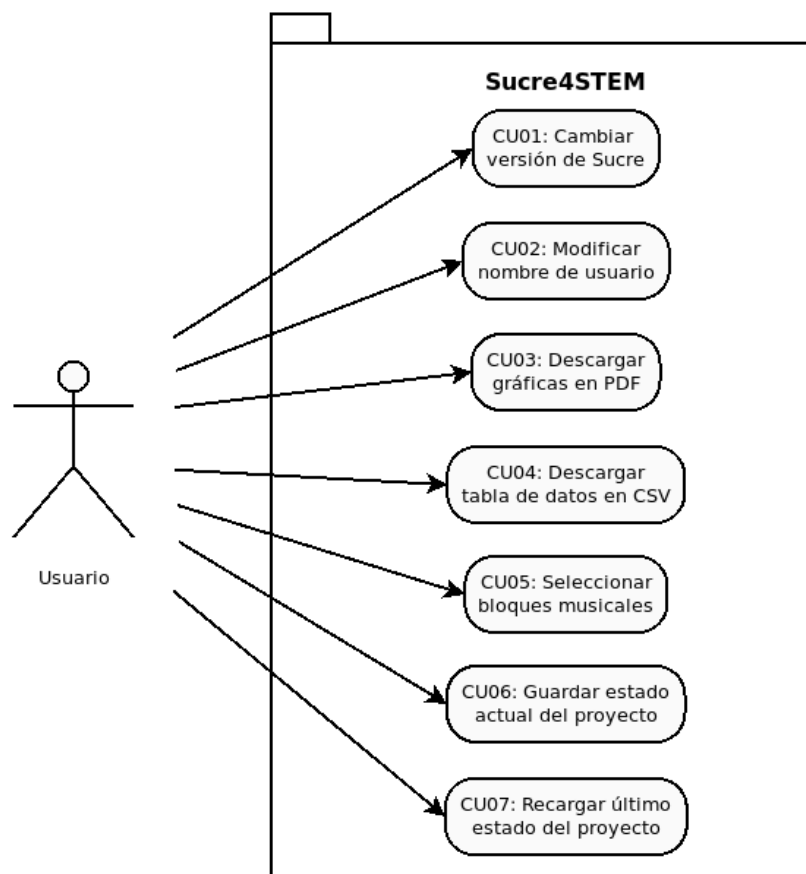 Sucre4STEM
CU01: Cambiar
versión de Sucre
CU02: Modificar
nombre de usuario
CU03: Descargar
gráficas en PDF
CU04: Descargar
tabla de datos en CSV
CU05: Seleccionar
bloques musicales
Usuario
CU06: Guardar estado
actual del proyecto
CU07: Recargar último
estado del proyecto